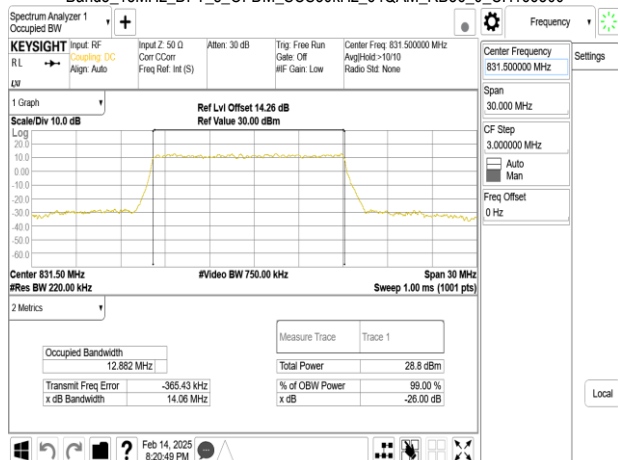 Spectrum Analyzer 1
Occupied BW
+
Frequency
KEYSIGHT
RL
LXI
Input: RF
Coupling: DC
Align: Auto
Input Z: 50 Ω
Corr CCorr
Freq Ref: Int (S)
Atten: 30 dB
Trig: Free Run
Gate: Off
#IF Gain: Low
Center Freq: 831.500000 MHz
Avg|Hold:>10/10
Radio Std: None
Center Frequency
831.500000 MHz
Settings
Span
30.000 MHz
CF Step
3.000000 MHz
Auto
Man
Freq Offset
0 Hz
Local
1 Graph
Scale/Div 10.0 dB
Ref Lvl Offset 14.26 dB
Ref Value 30.00 dBm
Log
20.0
10.0
0.00
-10.0
-20.0
-30.0
-40.0
-50.0
-60.0
Center 831.50 MHz
#Video BW 750.00 kHz
Span 30 MHz
#Res BW 220.00 kHz
Sweep 1.00 ms (1001 pts)
2 Metrics
Measure Trace Trace 1
Occupied Bandwidth
12.882 MHz
Total Power 28.8 dBm
Transmit Freq Error -365.43 kHz
% of OBW Power 99.00 %
x dB Bandwidth 14.06 MHz
x dB -26.00 dB
?
Feb 14, 2025
8:20:49 PM